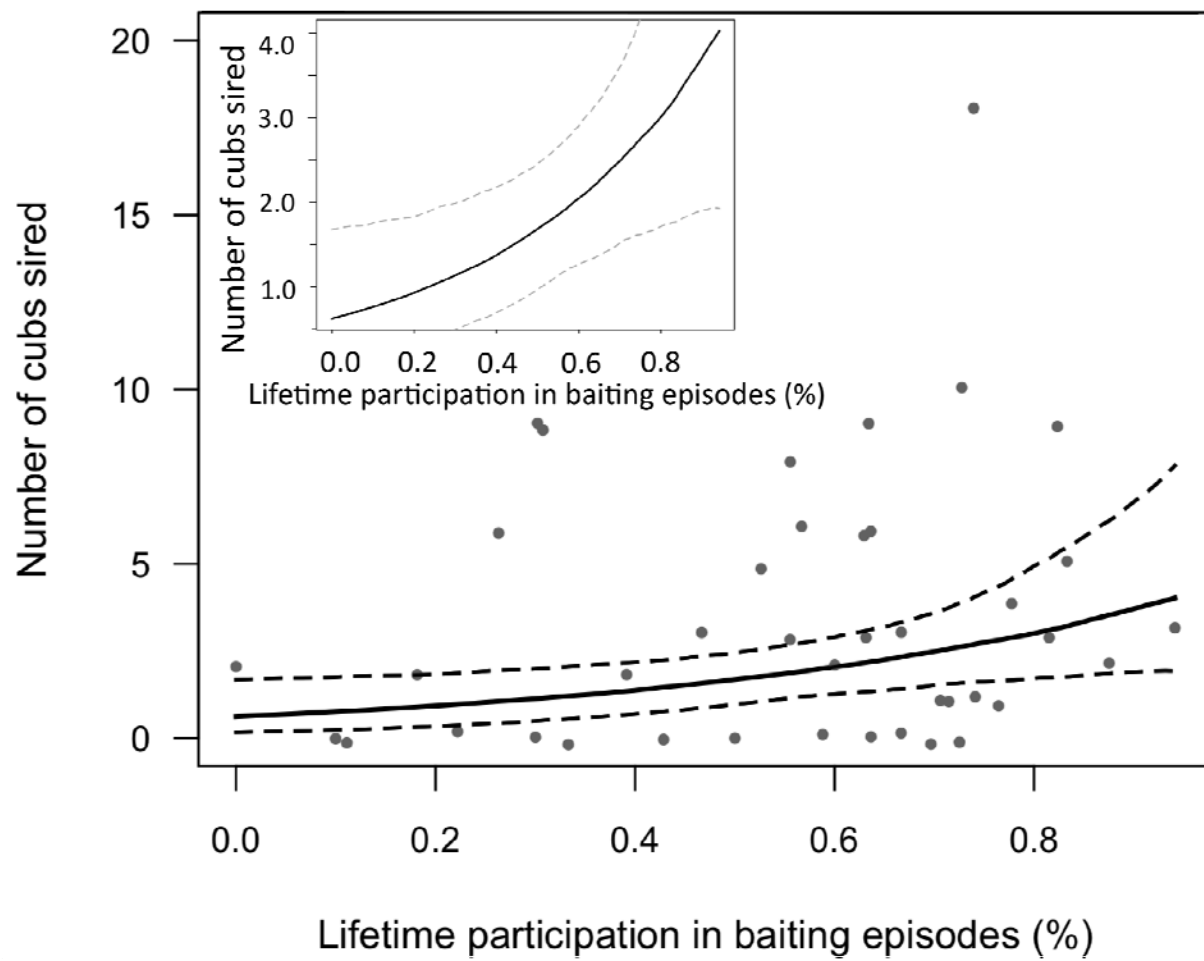 20
15
10
5
0
Number of cubs sired
4.0
3.0
2.0
1.0
Number of cubs sired
0.0 0.2 0.4 0.6 0.8
Lifetime participation in baiting episodes (%)
0.0 0.2 0.4 0.6 0.8
Lifetime participation in baiting episodes (%)